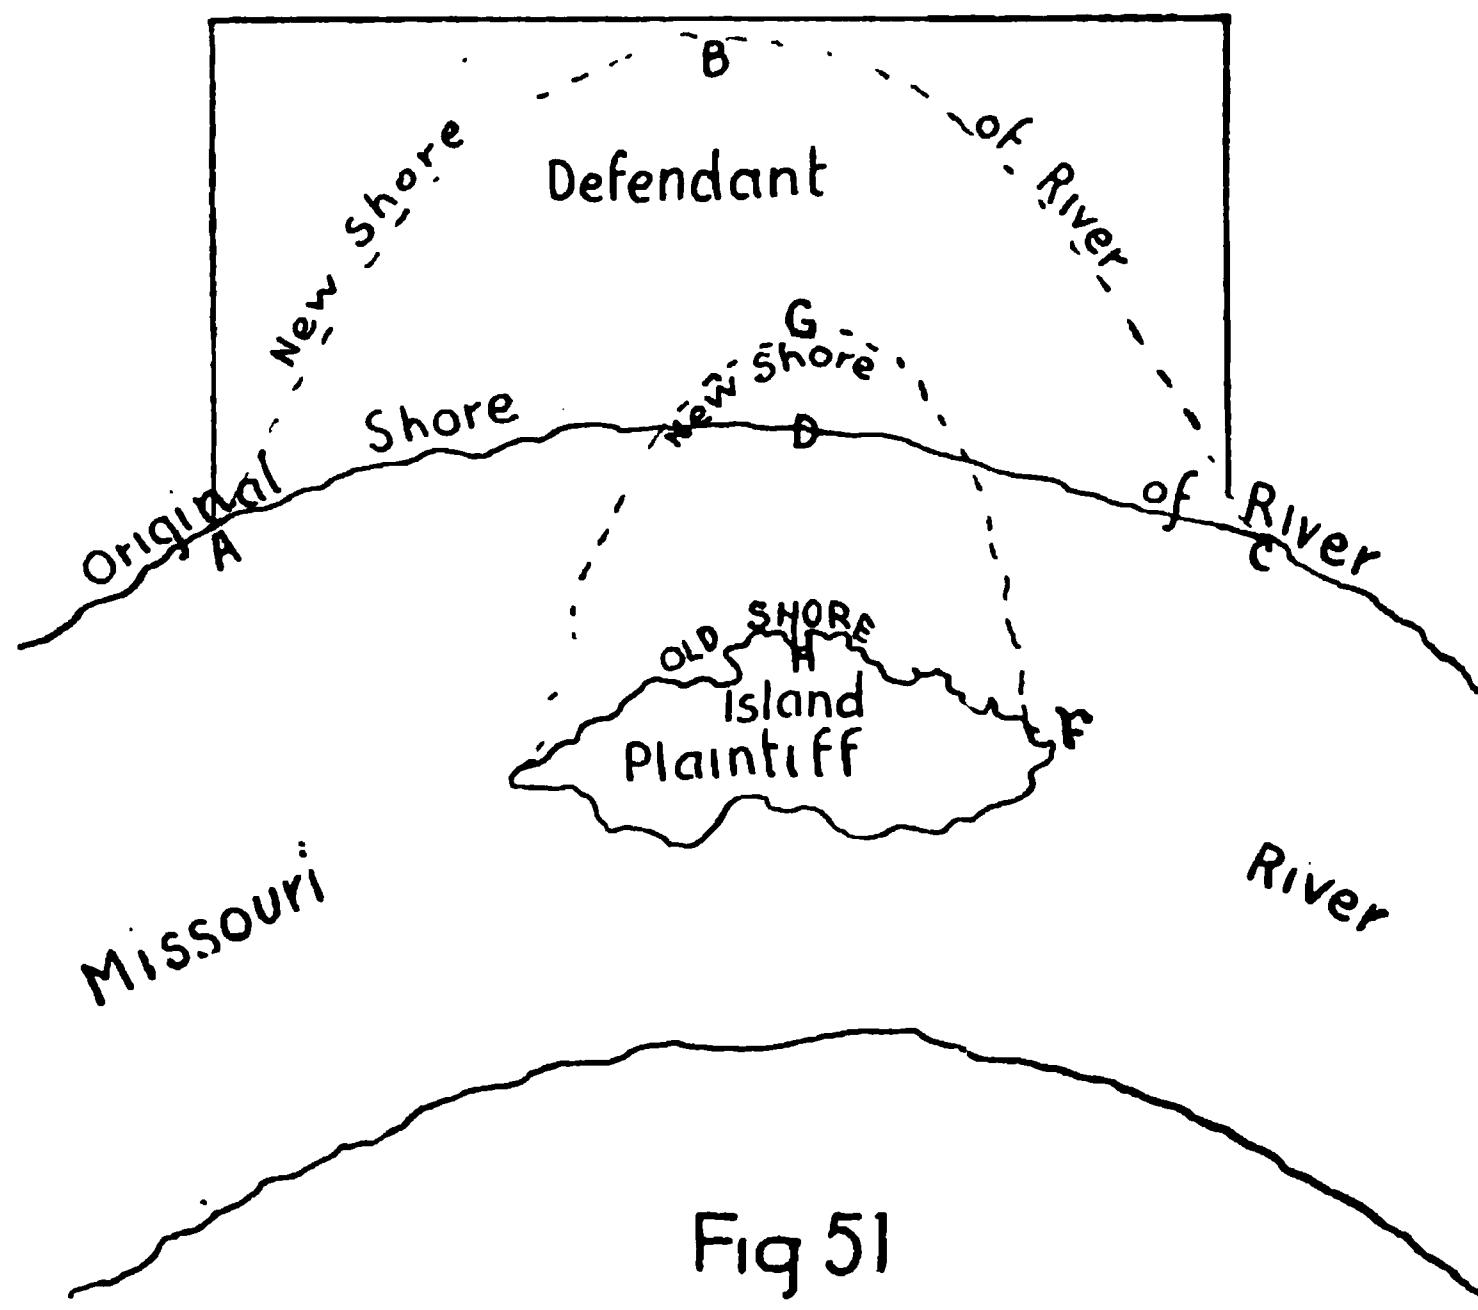 B
Defendant
New Shore of River
G
New Shore
D
Original Shore of River
A
C
OLD SHORE
H
Island
Plaintiff
F
Missouri River
Fig 51